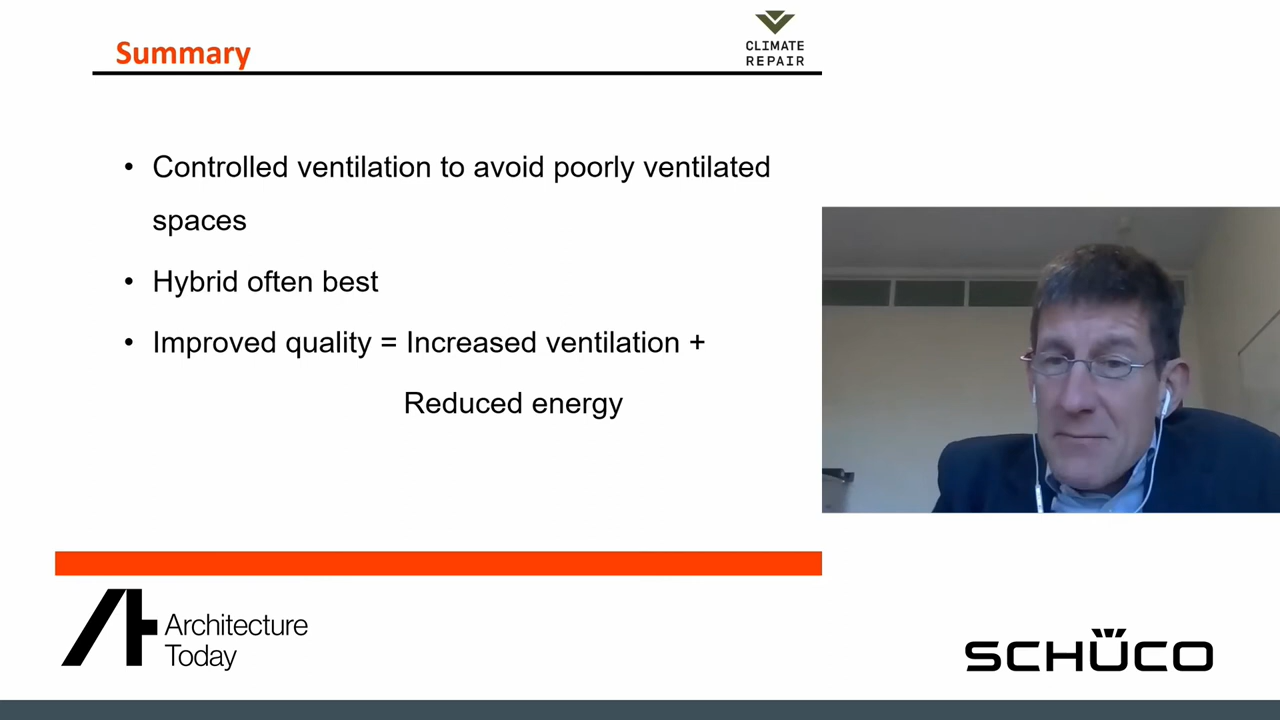 Summary
CLIMATE
REPAIR
• Controlled ventilation to avoid poorly ventilated
spaces
• Hybrid often best
• Improved quality = Increased ventilation +
Reduced energy
Architecture
Today
SCHÜCO